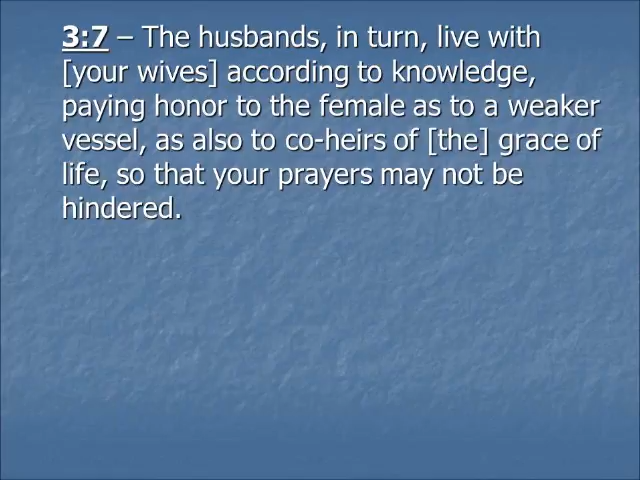 3:7 – The husbands, in turn, live with
[your wives] according to knowledge,
paying honor to the female as to a weaker
vessel, as also to co-heirs of [the] grace of
life, so that your prayers may not be
hindered.